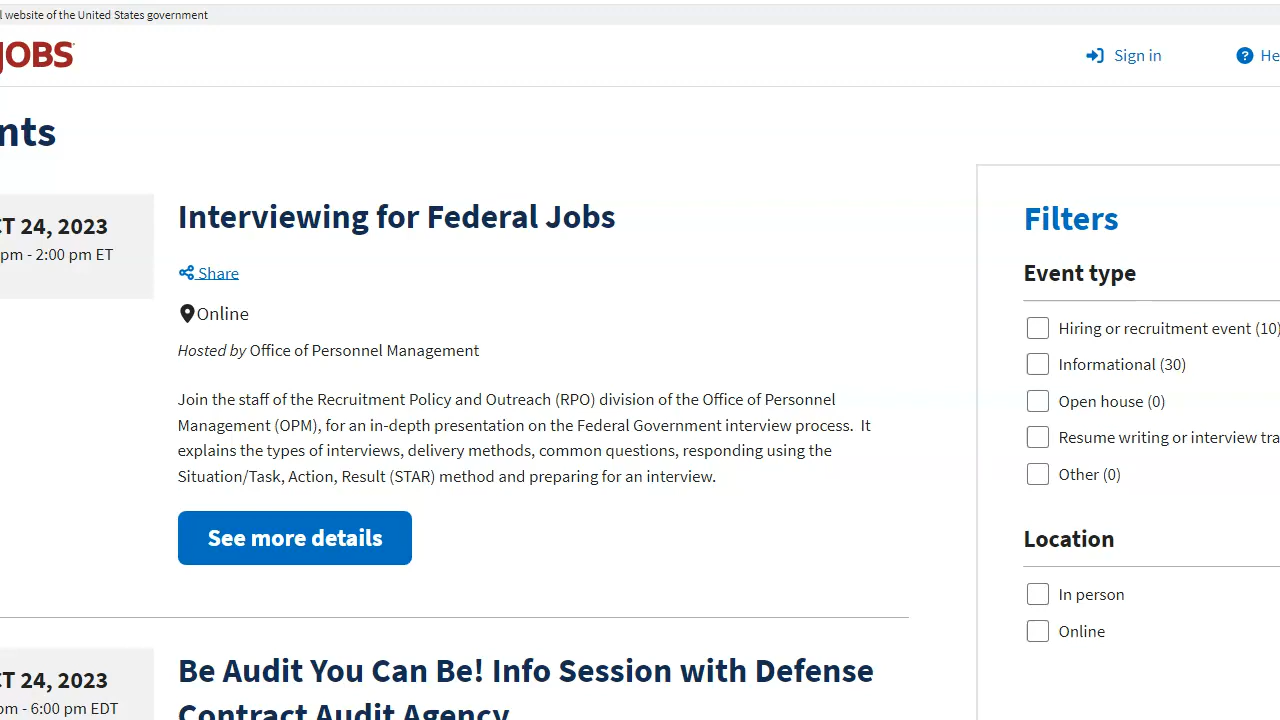 website of the United States government
JOBS
Sign in
nts
24, 2023
pm - 2:00 pm ET
Interviewing for Federal Jobs
Share
Online
Hosted by Office of Personnel Management
Join the staff of the Recruitment Policy and Outreach (RPO) division of the Office of Personnel
Management (OPM), for an in-depth presentation on the Federal Government interview process.  It
explains the types of interviews, delivery methods, common questions, responding using the
Situation/Task, Action, Result (STAR) method and preparing for an interview.
See more details
Filters
Event type
Hiring or recruitment event (10)
Informational (30)
Open house (0)
Resume writing or interview tra
Other (0)
Location
In person
Online
24, 2023
pm - 6:00 pm EDT
Be Audit You Can Be! Info Session with Defense
Contract Audit Agency